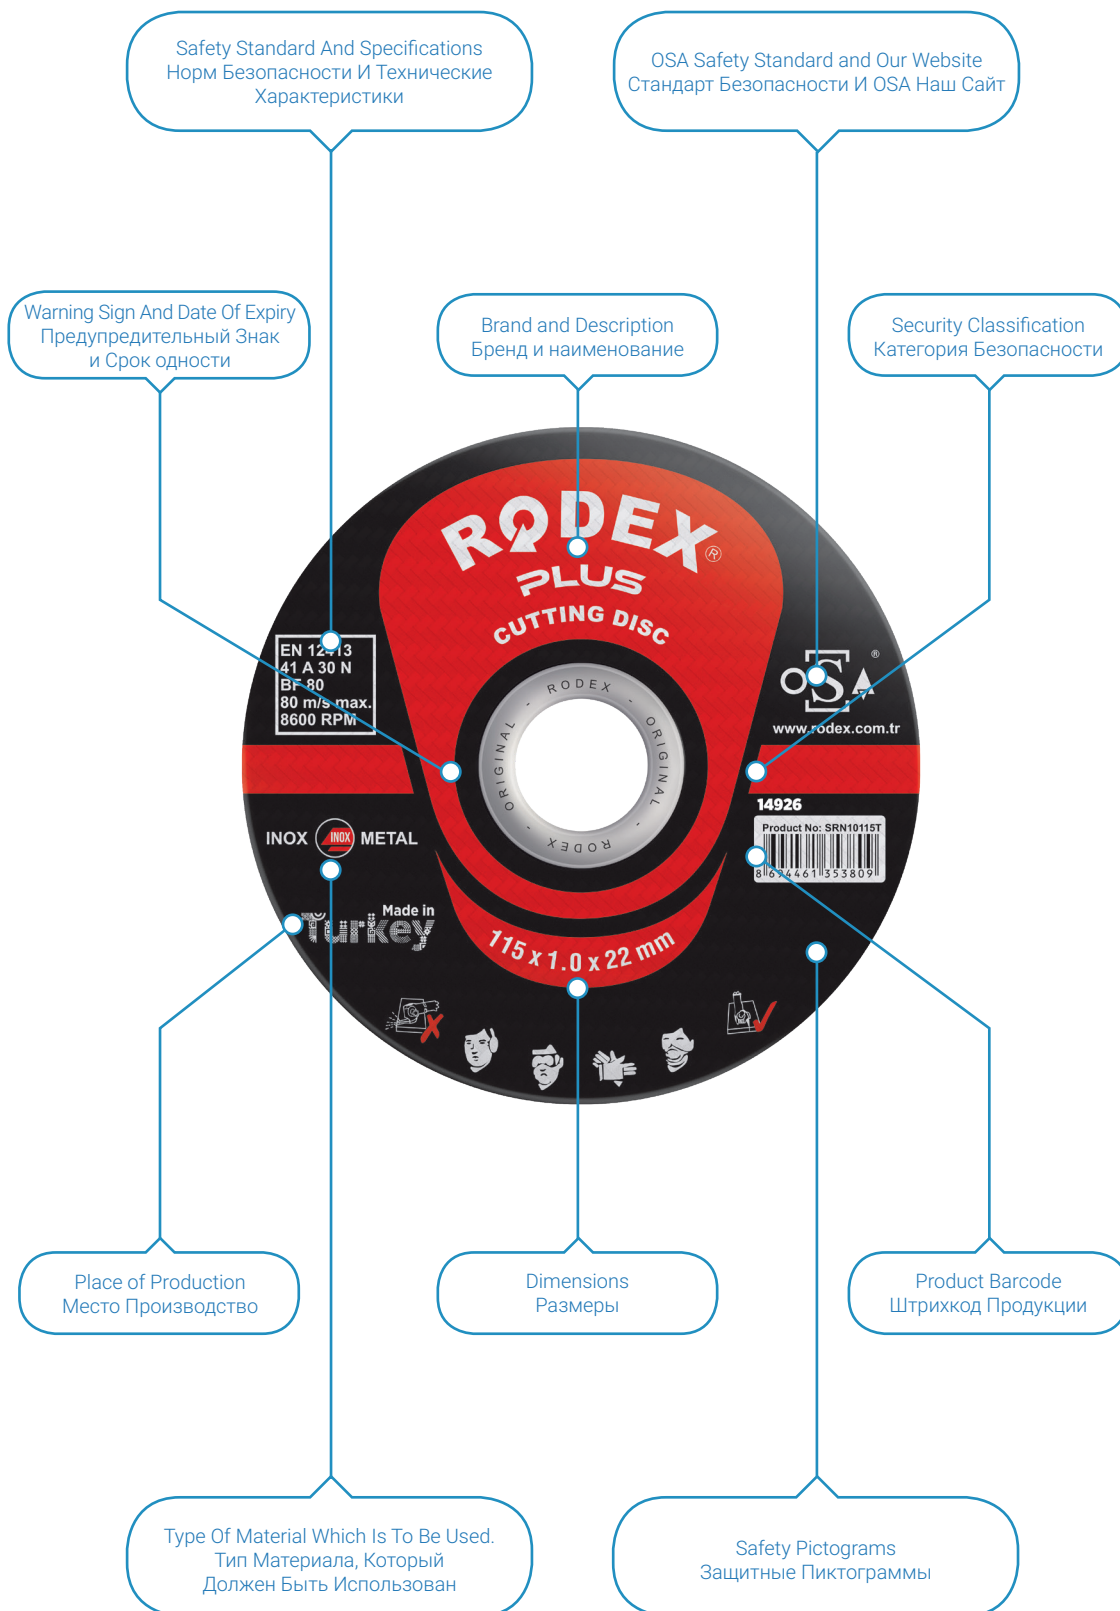 Safety Standard And Specifications
Норм Безопасности И Технические
Характеристики
OSA Safety Standard and Our Website
Стандарт Безопасности И OSA Наш Сайт
Warning Sign And Date Of Expiry
Предупредительный Знак
и Срок одности
Brand and Description
Бренд и наименование
Security Classification
Категория Безопасности
RODEX®
PLUS
CUTTING DISC
EN 12413
41 A 30 N
BF 80
80 m/s max.
8600 RPM
OSA®
www.rodex.com.tr
RODEX - ORIGINAL - RODEX - ORIGINAL -
14926
Product No: SRN10115T
8 694461 353809
INOX INOX METAL
Made in
Turkey
115 x 1.0 x 22 mm
Place of Production
Место Производство
Dimensions
Размеры
Product Barcode
Штрихкод Продукции
Type Of Material Which Is To Be Used.
Тип Материала, Который
Должен Быть Использован
Safety Pictograms
Защитные Пиктограммы